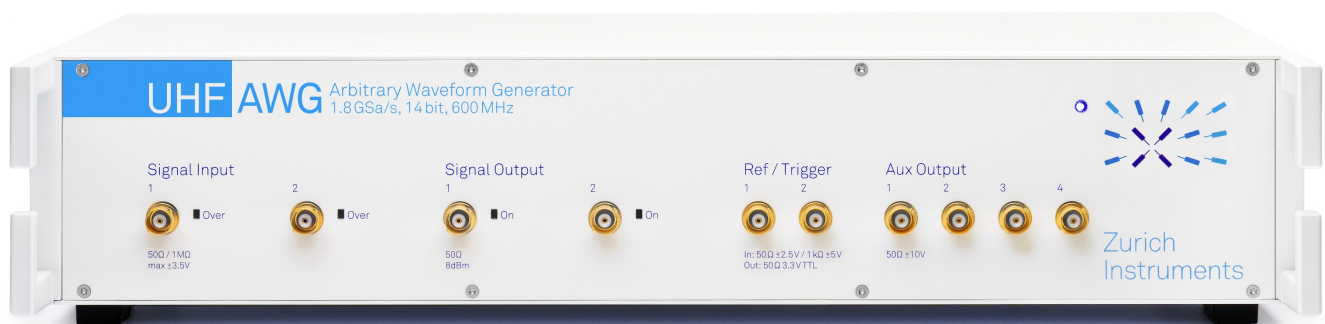 UHF AWG Arbitrary Waveform Generator
1.8 GSa/s, 14 bit, 600 MHz
Signal Input
1 2
Over Over
50Ω / 1MΩ
max ±3.5V
Signal Output
1 2
On On
50Ω
8dBm
Ref / Trigger
1 2
In: 50Ω ±2.5V / 1kΩ ±5V
Out: 50Ω 3.3V TTL
Aux Output
1 2 3 4
50Ω ±10V
Zurich
Instruments